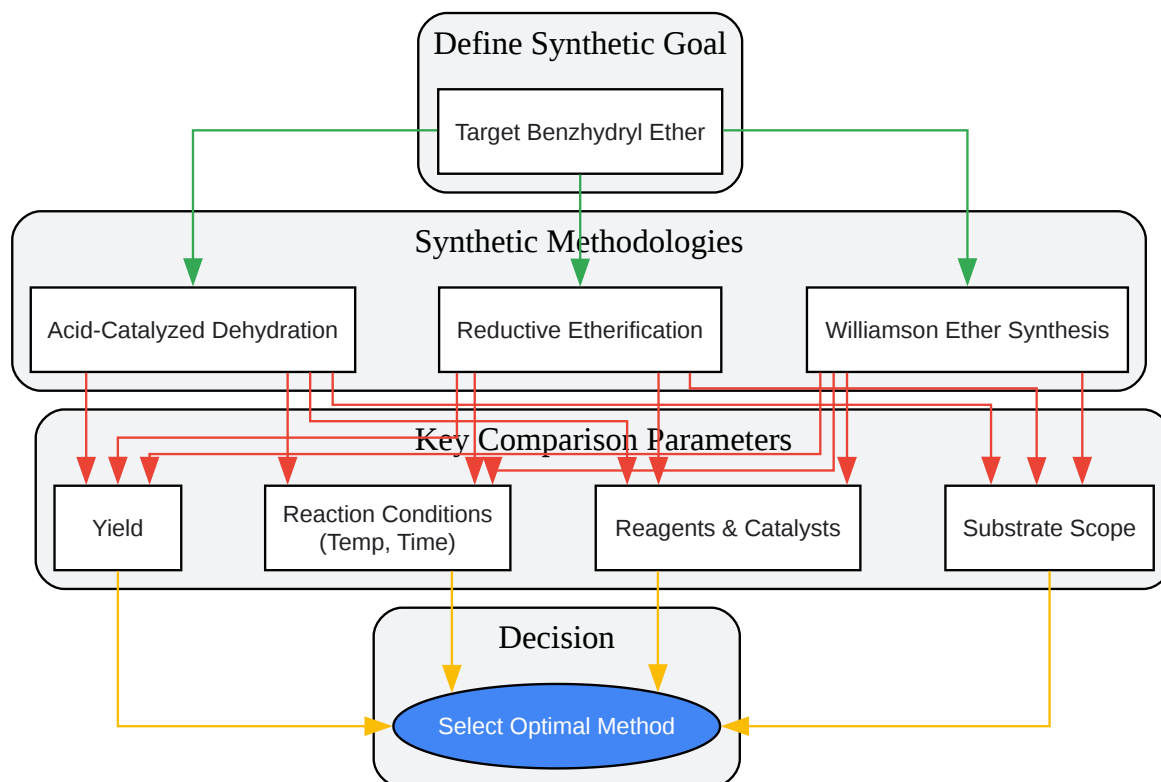 Define Synthetic Goal
Target Benzhydryl Ether
Synthetic Methodologies
Acid-Catalyzed Dehydration
Reductive Etherification
Williamson Ether Synthesis
Key Comparison Parameters
Yield
Reaction Conditions
(Temp, Time)
Reagents & Catalysts
Substrate Scope
Decision
Select Optimal Method